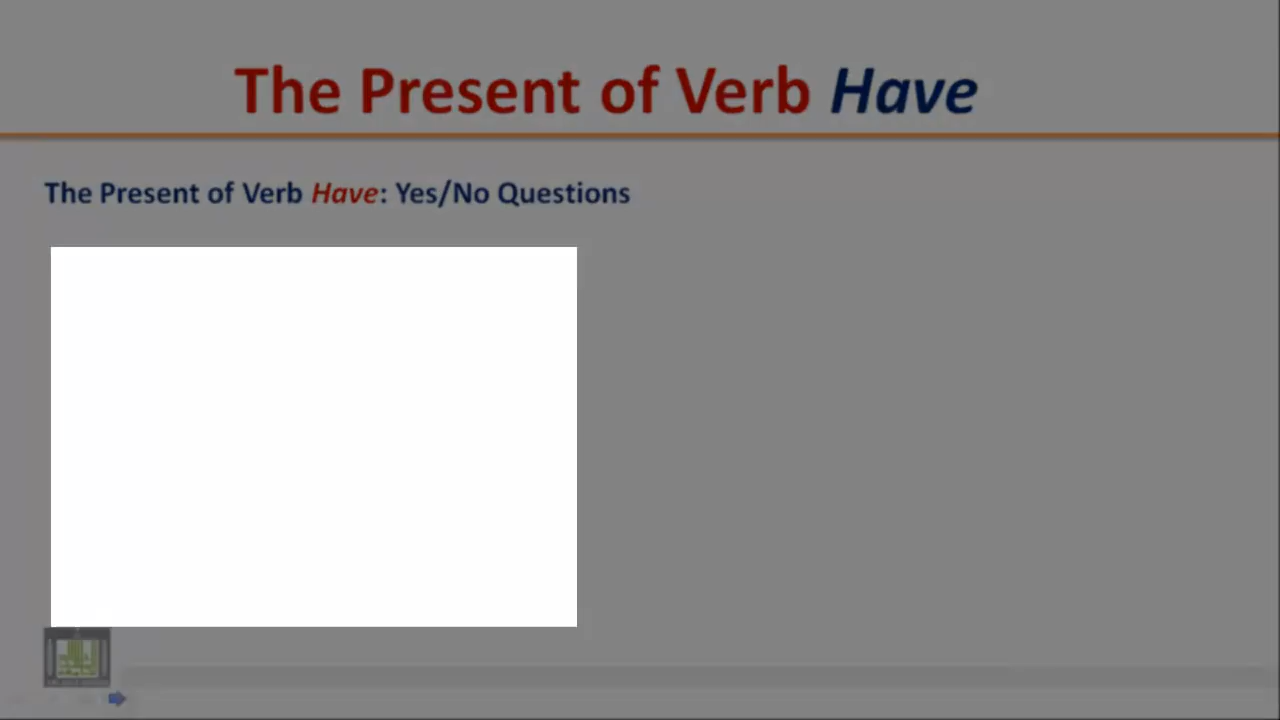 The Present of Verb Have
The Present of Verb Have: Yes/No Questions